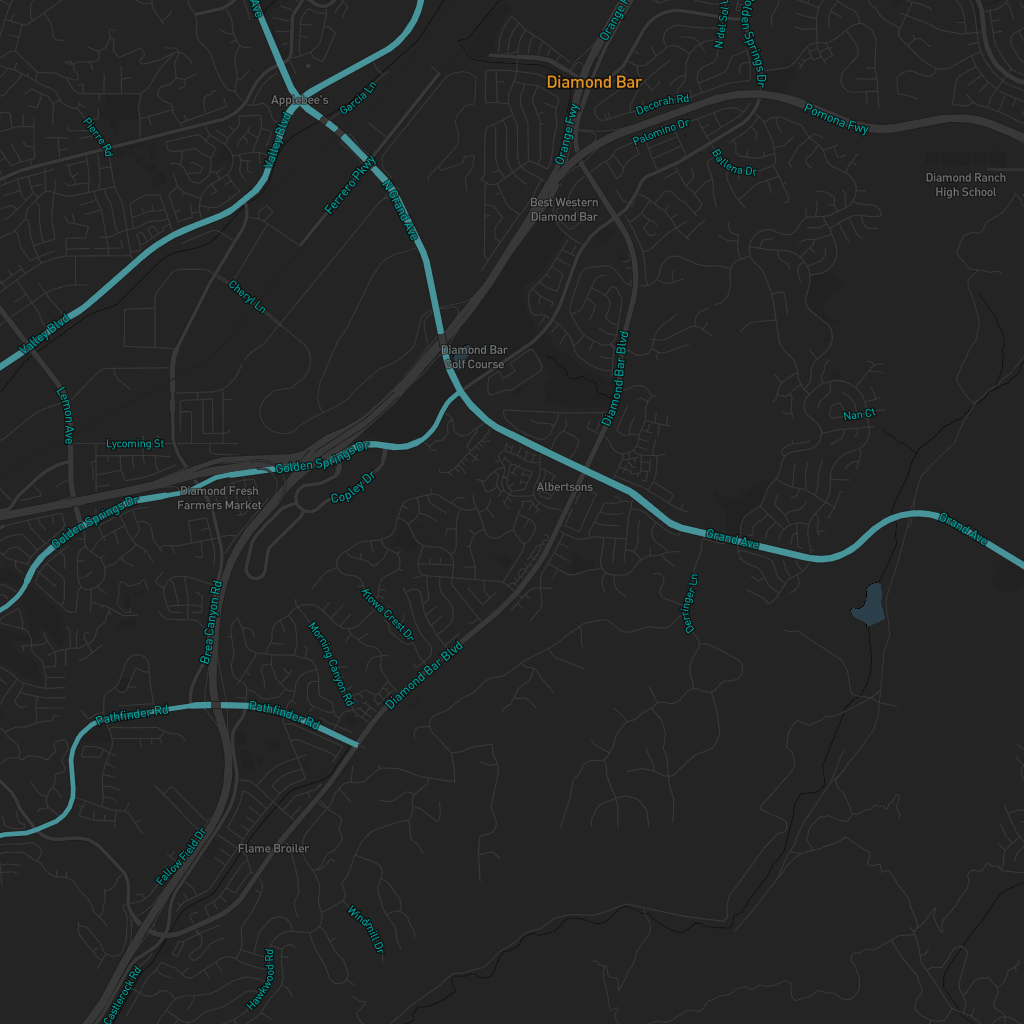 Ave
Orange F
N del Sol
olden Springs Dr
Diamond Bar
Applebee's
Garcia Ln
Decorah Rd
Pomona Fwy
Pierre Rd
Valley Blvd
Orange Fwy
Palomino Dr
Ballena Dr
Ferrero Pkwy
N Grand Ave
Diamond Ranch
High School
Best Western
Diamond Bar
Cheryl Ln
Valley Blvd
Diamond Bar
Golf Course
Diamond Bar Blvd
Lemon Ave
Nan Ct
Lycoming St
Golden Springs Dr
Copley Dr
Albertsons
Diamond Fresh
Farmers Market
Golden Springs Dr
Grand Ave
Grand Ave
Brea Canyon Rd
Kiowa Crest Dr
Derringer Ln
Morning Canyon Rd
Diamond Bar Blvd
Pathfinder Rd
Pathfinder Rd
Fallow Field Dr
Flame Broiler
Windmill Dr
Hawkwood Rd
Castlerock Rd